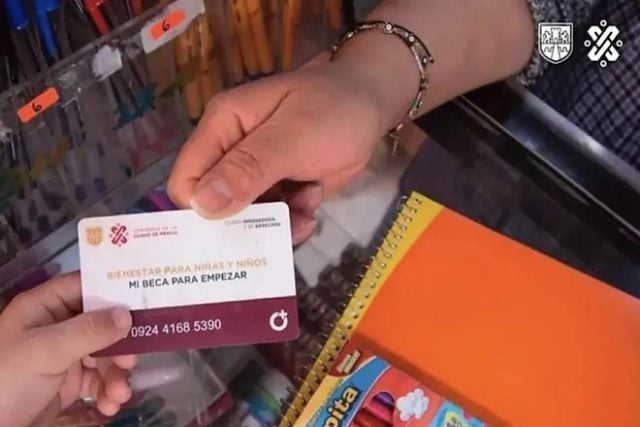 6
6
CIUDAD INNOVADORA
Y DE DERECHOS
GOBIERNO DE LA
CIUDAD DE MÉXICO
BIENESTAR PARA NIÑAS Y NIÑOS
MI BECA PARA EMPEZAR
0924 4168 5390
pita